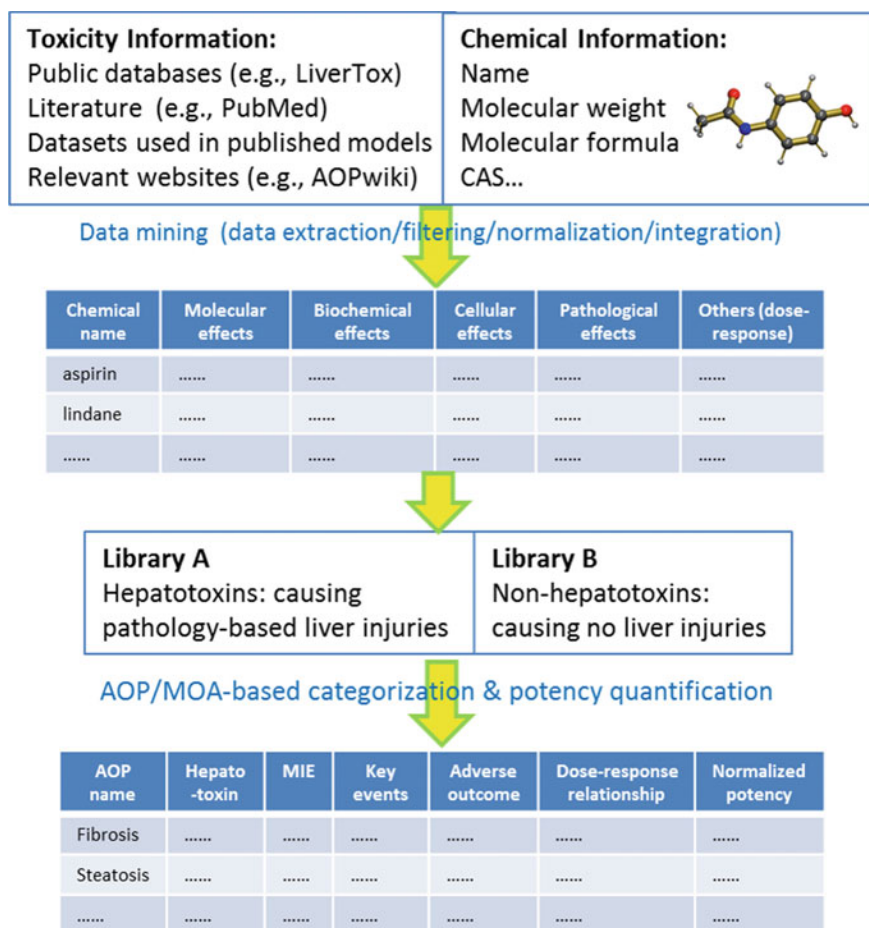 Toxicity Information:
Public databases (e.g., LiverTox)
Literature (e.g., PubMed)
Datasets used in published models
Relevant websites (e.g., AOPwiki)
Chemical Information:
Name
Molecular weight
Molecular formula
CAS...
Data mining (data extraction/filtering/normalization/integration)
Chemical name Molecular effects Biochemical effects Cellular effects Pathological effects Others (dose-response)
aspirin ...... ...... ...... ...... ......
lindane ...... ...... ...... ...... ......
...... ...... ...... ...... ...... ......
Library A
Hepatotoxins: causing
pathology-based liver injuries
Library B
Non-hepatotoxins:
causing no liver injuries
AOP/MOA-based categorization & potency quantification
AOP name Hepato-toxin MIE Key events Adverse outcome Dose-response relationship Normalized potency
Fibrosis ...... ...... ...... ...... ...... ......
Steatosis ...... ...... ...... ...... ...... ......
...... ...... ...... ...... ...... ...... ......